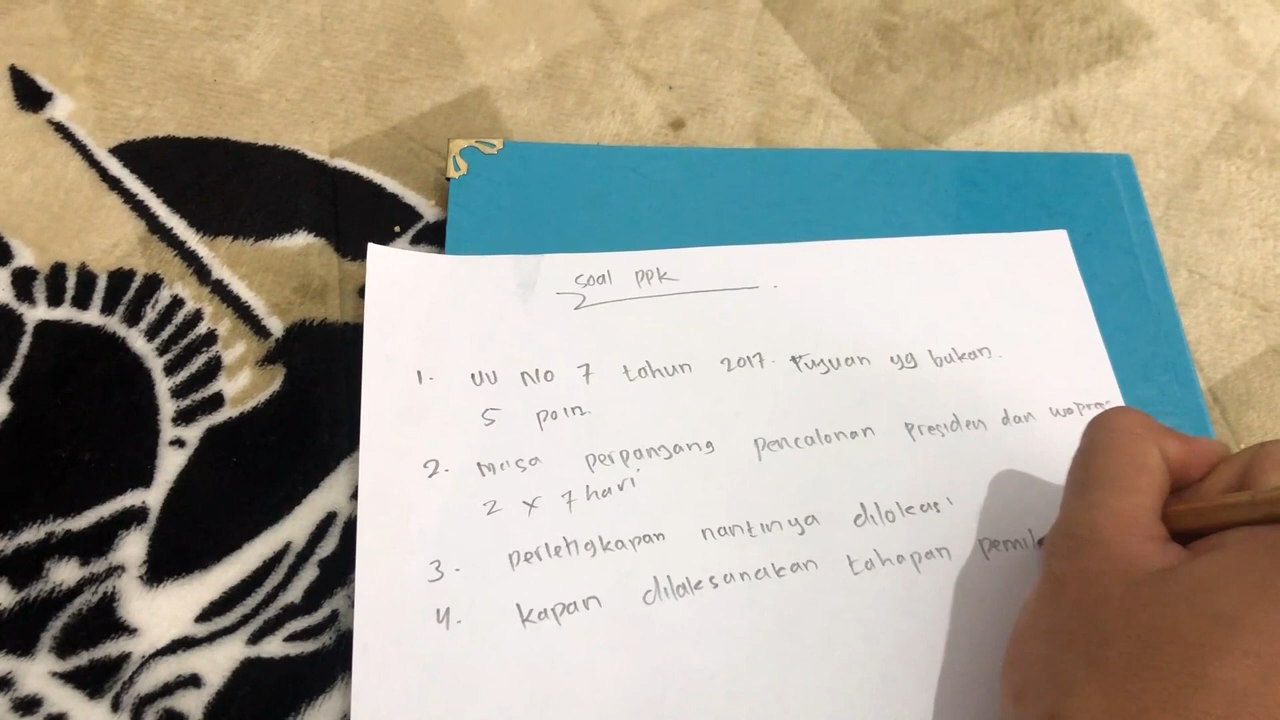 soal PPK
1. UU No 7 tahun 2017. Tujuan yg bukan.
5 poin
2. masa perpanjang pencalonan presiden dan wapres
2 x 7 hari
3. perlengkapan nantinya dilokasi
4. kapan dilaksanakan tahapan